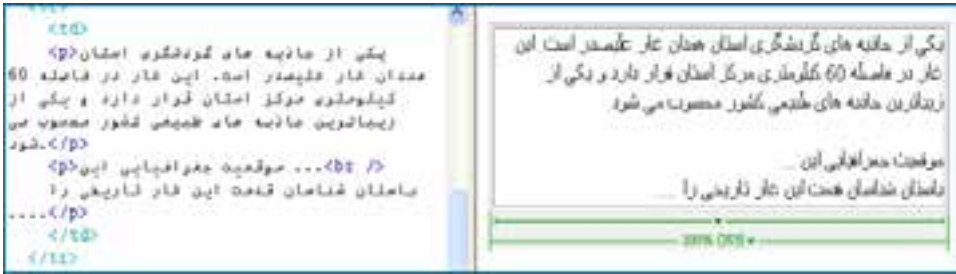 <td>
<p>یکی از جاذبه های گردشگری استان
همدان غار علیصدر است. این غار در فاصله 60
کیلومتری مرکز استان قرار دارد و یکی از
زیباترین جاذبه های طبیعی کشور محسوب می
شود.</p>
<p>موقعیت جغرافیایی این ...<br />
باستان شناسان قدمت این غار تاریخی را
....</p>
</td>
</tr>
یکی از جاذبه های گردشگری استان همدان غار علیصدر است. این
غار در فاصله 60 کیلومتری مرکز استان قرار دارد و یکی از
زیباترین جاذبه های طبیعی کشور محسوب می شود.
موقعیت جغرافیایی این ...
باستان شناسان قدمت این غار تاریخی را ....